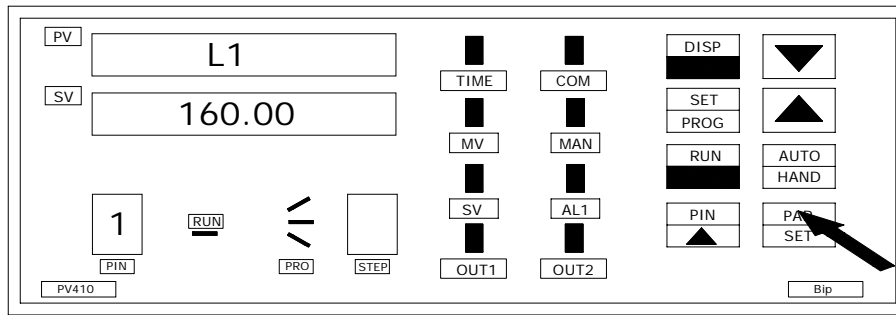 PV
L1
SV
160.00
1
PIN
RUN
PRO
STEP
PV410
TIME
COM
MV
MAN
SV
AL1
OUT1
OUT2
DISP
SET
PROG
RUN
AUTO
HAND
PIN
PAR
SET
Bip